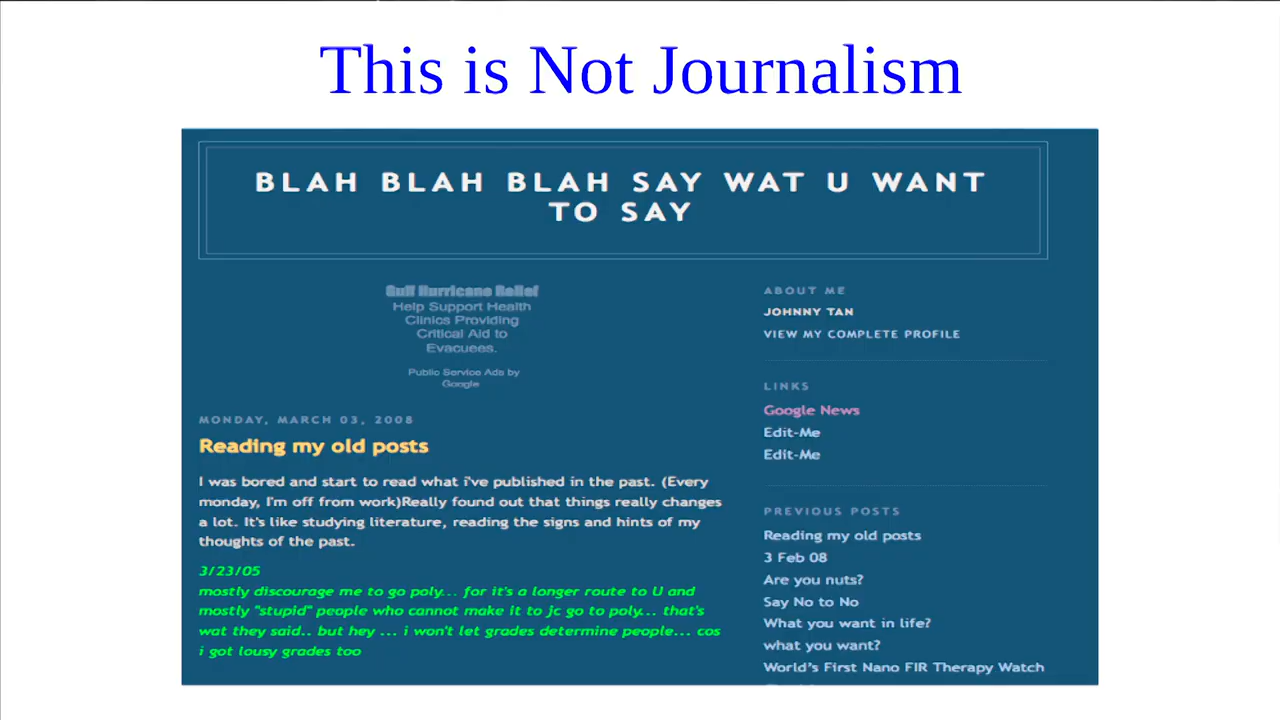 This is Not Journalism
BLAH BLAH BLAH SAY WAT U WANT
TO SAY
Gulf Hurricane Relief
Help Support Health
Clinics Providing
Critical Aid to
Evacuees.
Public Service Ads by
Google
MONDAY, MARCH 03, 2008
Reading my old posts
I was bored and start to read what i've published in the past. (Every
monday, I'm off from work)Really found out that things really changes
a lot. It's like studying literature, reading the signs and hints of my
thoughts of the past.
3/23/05
mostly discourage me to go poly... for it's a longer route to U and
mostly "stupid" people who cannot make it to jc go to poly... that's
wat they said.. but hey ... i won't let grades determine people... cos
i got lousy grades too
ABOUT ME
JOHNNY TAN
VIEW MY COMPLETE PROFILE
LINKS
Google News
Edit-Me
Edit-Me
PREVIOUS POSTS
Reading my old posts
3 Feb 08
Are you nuts?
Say No to No
What you want in life?
what you want?
World's First Nano FIR Therapy Watch